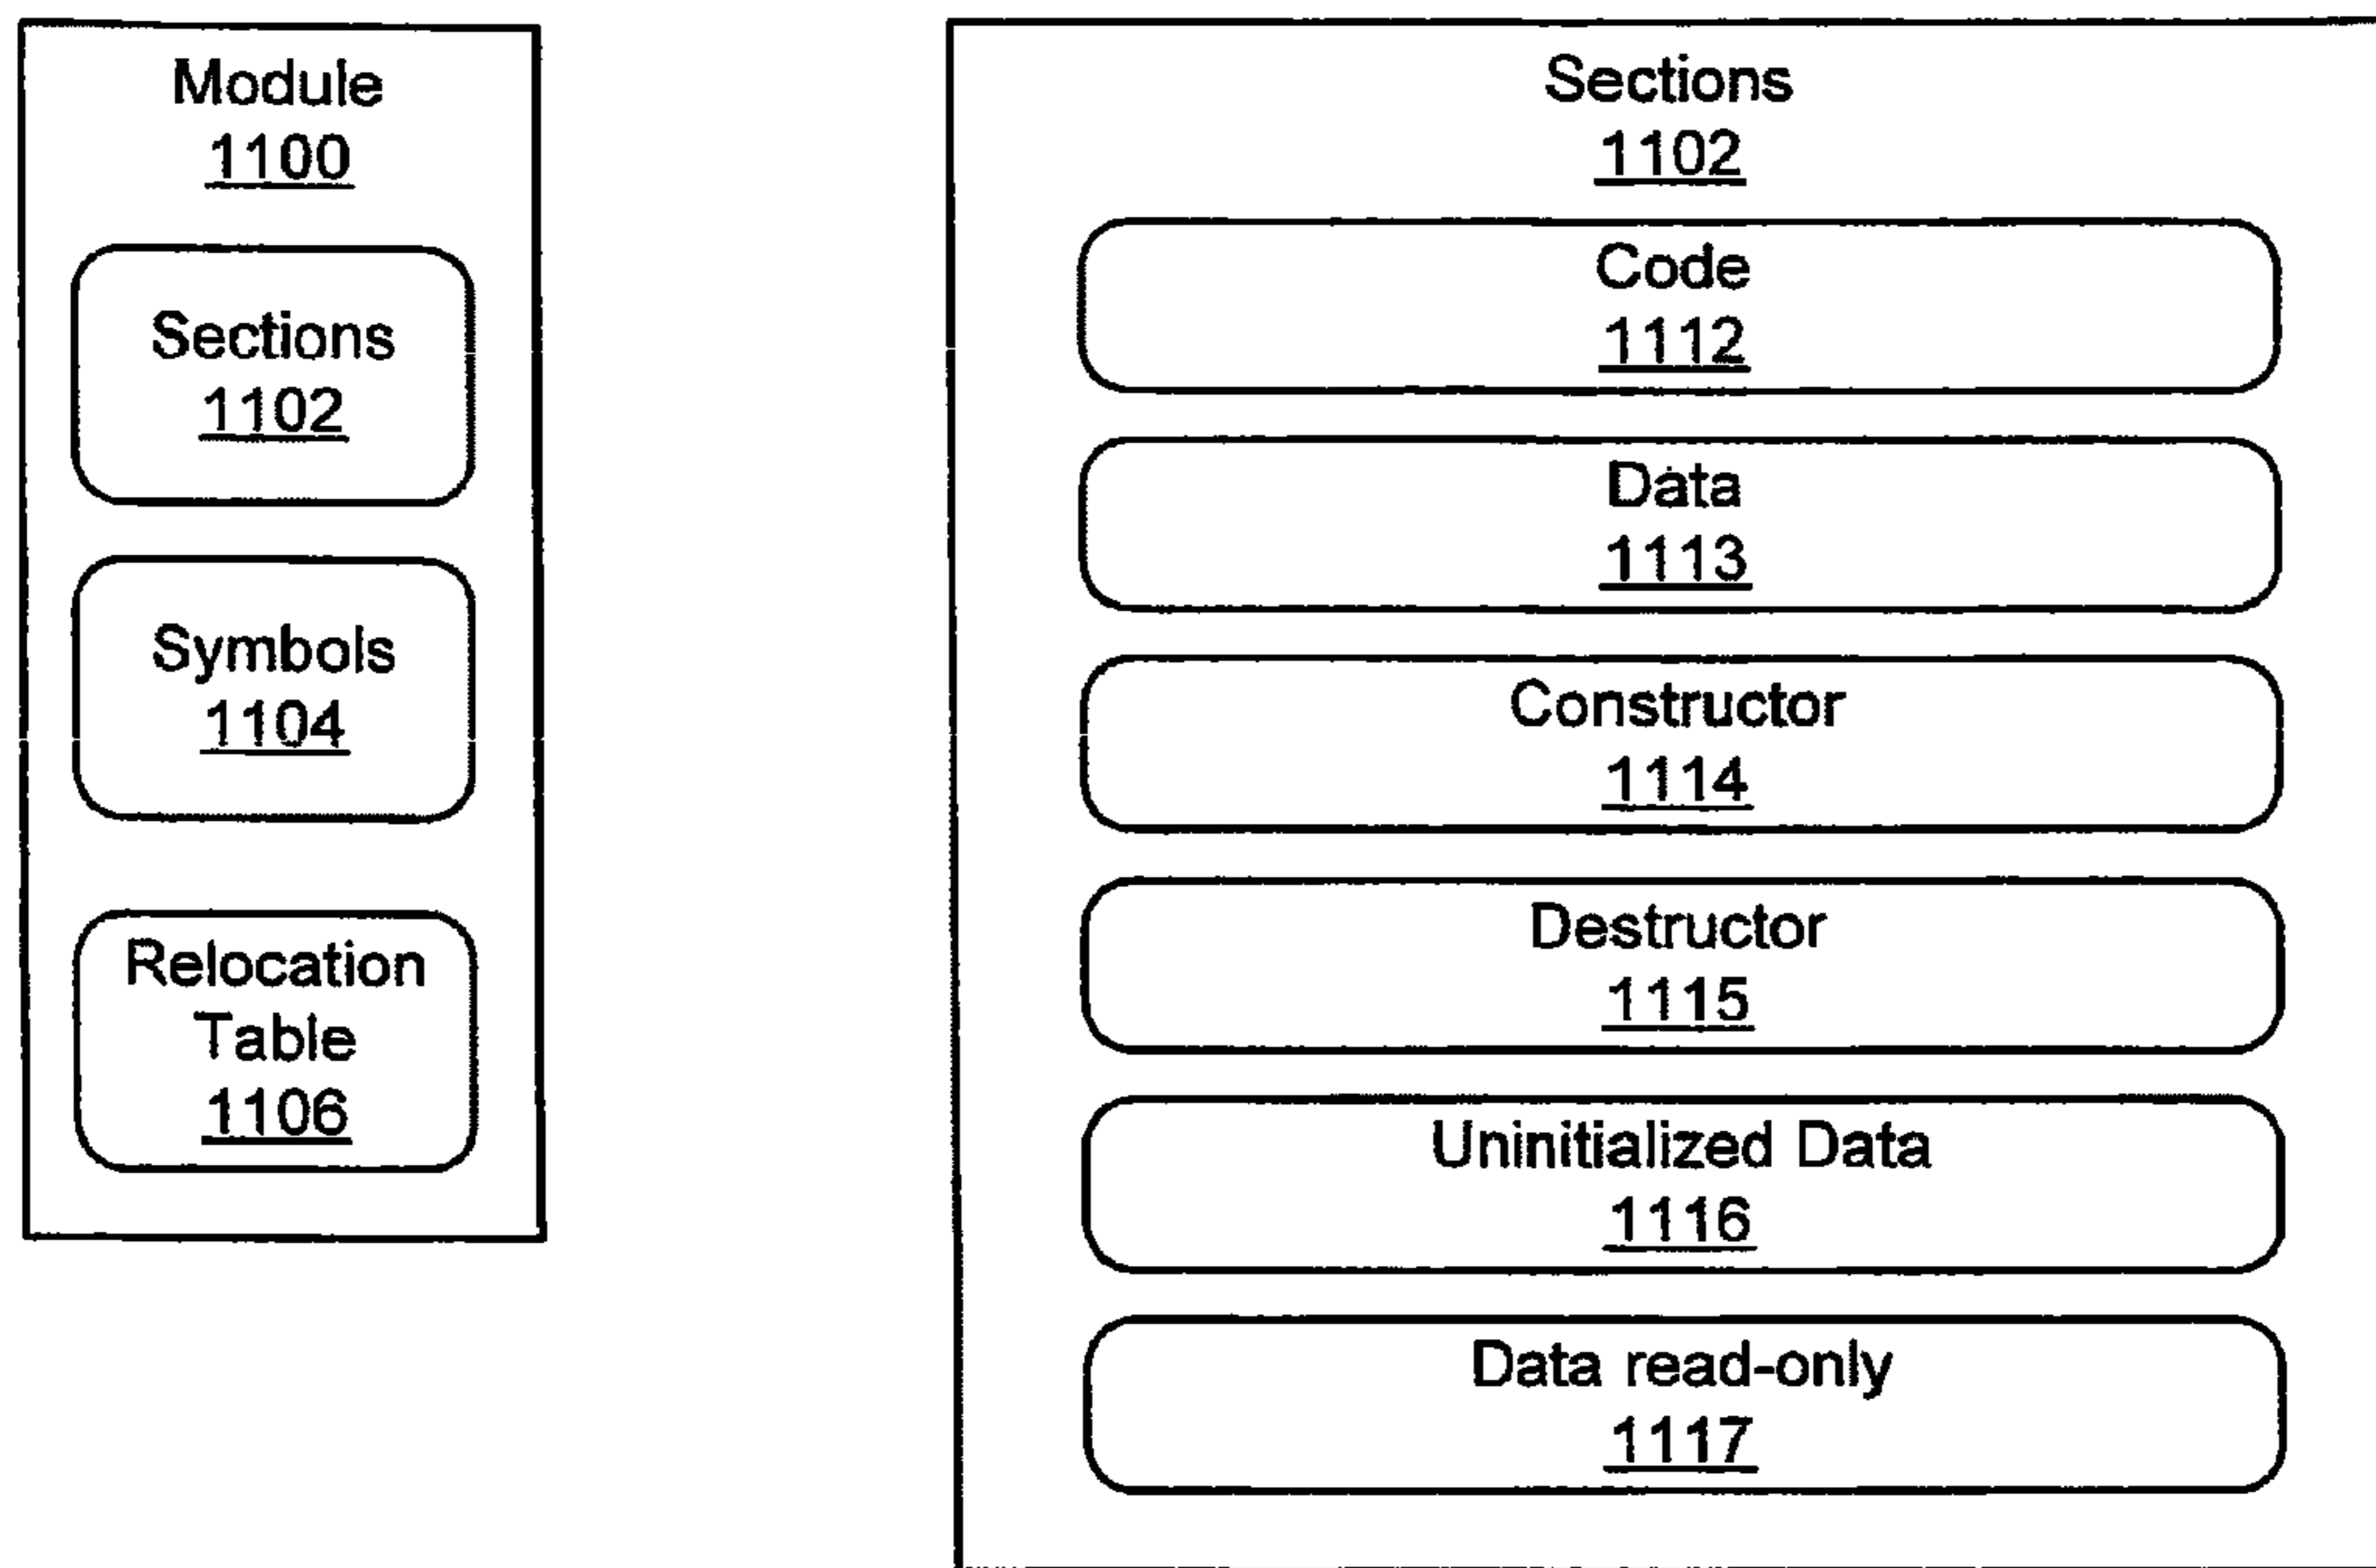 Module
1100
Sections
1102
Symbols
1104
Relocation
Table
1106
Sections
1102
Code
1112
Data
1113
Constructor
1114
Destructor
1115
Uninitialized Data
1116
Data read-only
1117